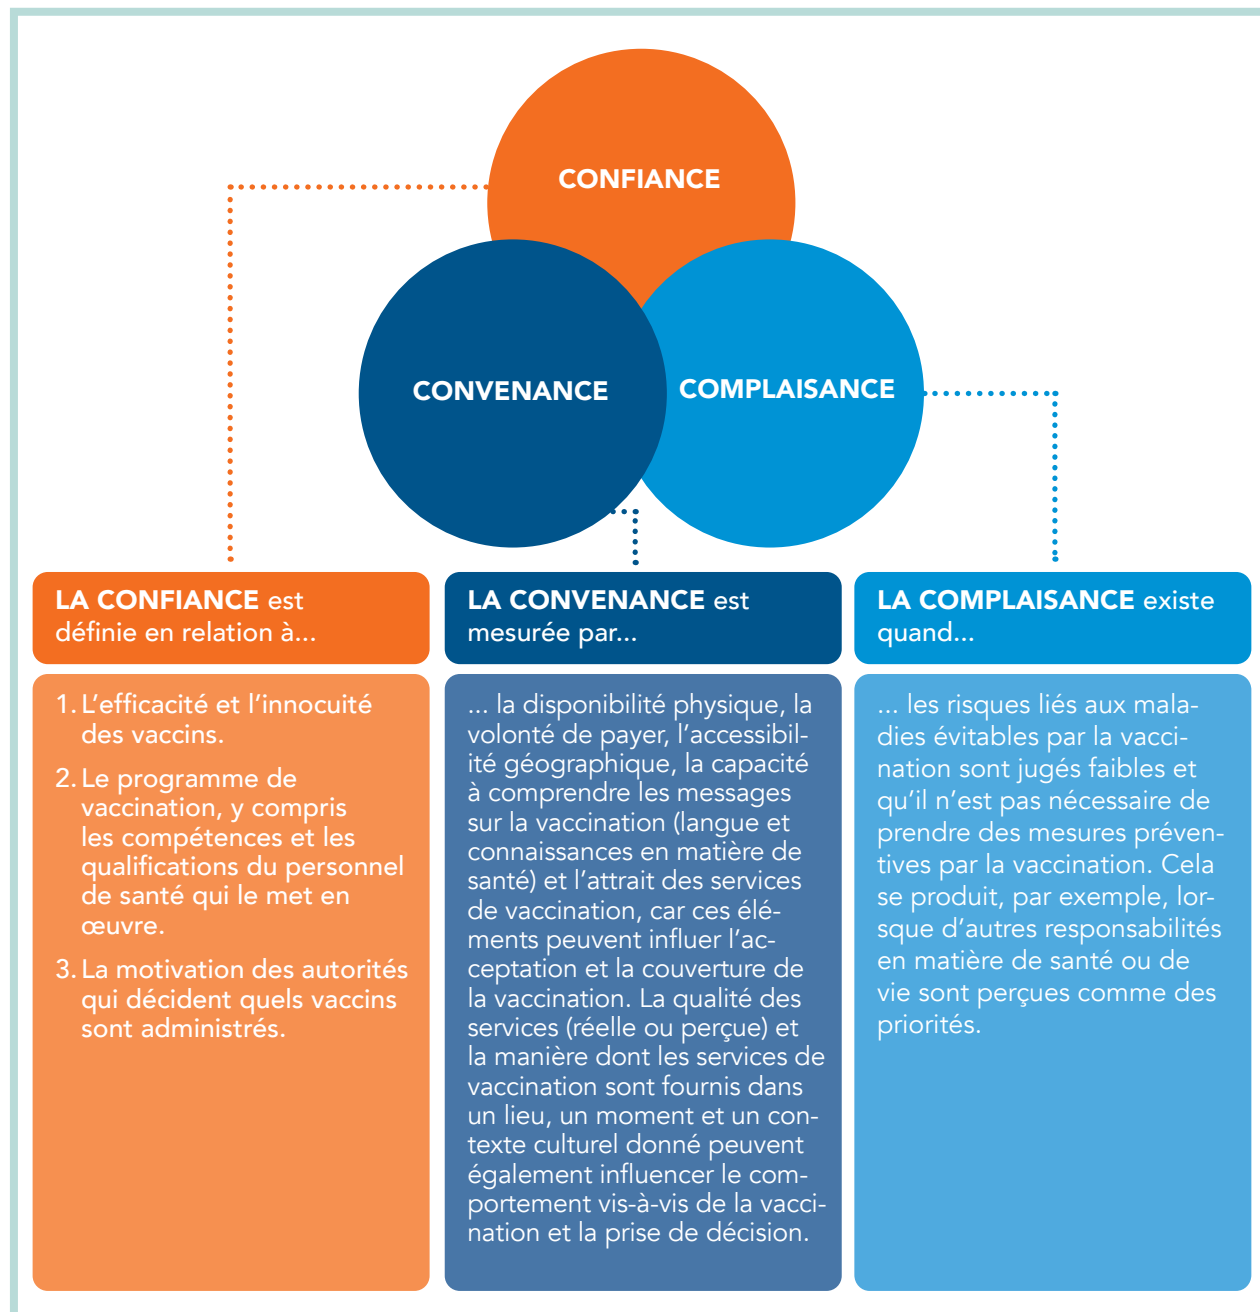 CONFIANCE
CONVENANCE
COMPLAISANCE
LA CONFIANCE est
définie en relation à...
1. L'efficacité et l'innocuité
des vaccins.
2. Le programme de
vaccination, y compris
les compétences et les
qualifications du personnel
de santé qui le met en
œuvre.
3. La motivation des autorités
qui décident quels vaccins
sont administrés.
LA CONVENANCE est
mesurée par...
... la disponibilité physique, la
volonté de payer, l'accessibil-
ité géographique, la capacité
à comprendre les messages
sur la vaccination (langue et
connaissances en matière de
santé) et l'attrait des services
de vaccination, car ces élé-
ments peuvent influer l'ac-
ceptation et la couverture de
la vaccination. La qualité des
services (réelle ou perçue) et
la manière dont les services de
vaccination sont fournis dans
un lieu, un moment et un con-
texte culturel donné peuvent
également influencer le com-
portement vis-à-vis de la vacci-
nation et la prise de décision.
LA COMPLAISANCE existe
quand...
... les risques liés aux mala-
dies évitables par la vacci-
nation sont jugés faibles et
qu'il n'est pas nécessaire de
prendre des mesures préven-
tives par la vaccination. Cela
se produit, par exemple, lor-
sque d'autres responsabilités
en matière de santé ou de
vie sont perçues comme des
priorités.